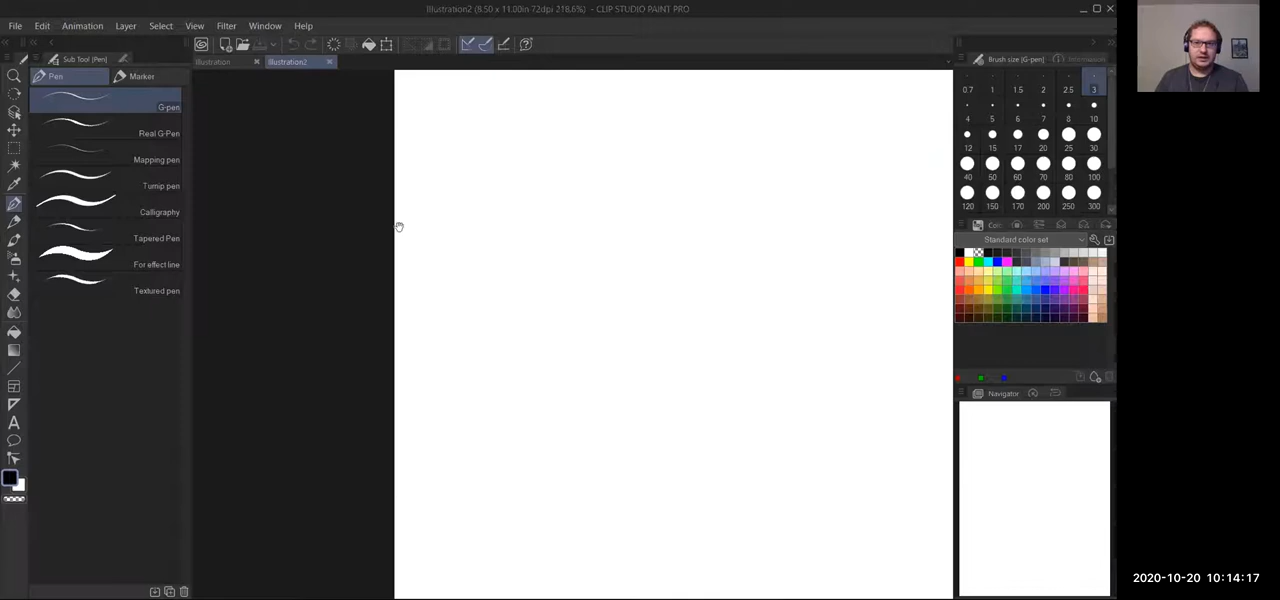 Illustration2 (8.50 x 11.00in 72dpi 218.6%) - CLIP STUDIO PAINT PRO
File Edit Animation Layer Select View Filter Window Help
Illustration Illustration2
Sub Tool [Pen]
Pen Marker
G-pen
Real G-Pen
Mapping pen
Turnip pen
Calligraphy
Tapered Pen
For effect line
Textured pen
Brush size [G-pen] Information
0.7 1 1.5 2 2.5 3
4 5 6 7 8 10
12 15 17 20 25 30
40 50 60 70 80 100
120 150 170 200 250 300
Standard color set
Navigator
2020-10-20 10:14:17